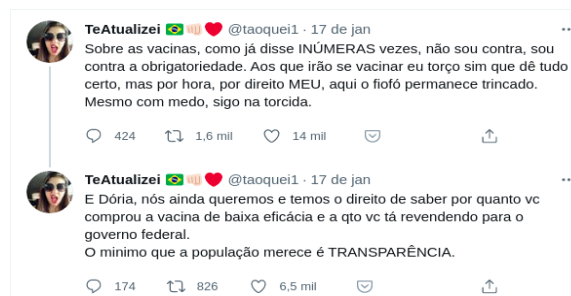 TeAtualizei 🇧🇷👊🏻❤️ @taoquei1 · 17 de jan
Sobre as vacinas, como já disse INÚMERAS vezes, não sou contra, sou
contra a obrigatoriedade. Aos que irão se vacinar eu torço sim que dê tudo
certo, mas por hora, por direito MEU, aqui o fiofó permanece trincado.
Mesmo com medo, sigo na torcida.
424 1,6 mil 14 mil
TeAtualizei 🇧🇷👊🏻❤️ @taoquei1 · 17 de jan
E Dória, nós ainda queremos e temos o direito de saber por quanto vc
comprou a vacina de baixa eficácia e a qto vc tá revendendo para o
governo federal.
O minimo que a população merece é TRANSPARÊNCIA.
174 826 6,5 mil